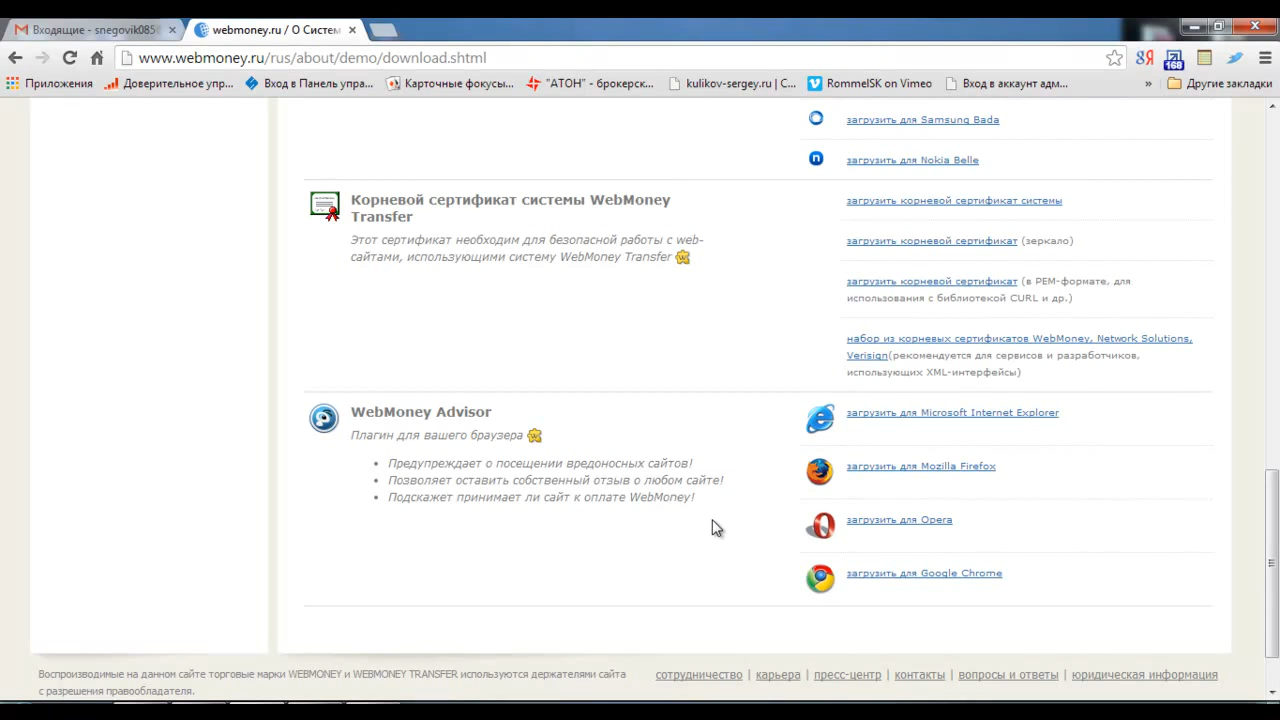 Входящие - snegovik085
webmoney.ru / О Систем
www.webmoney.ru/rus/about/demo/download.shtml
Я
168
Приложения
Доверительное упр...
Вход в Панель упра...
Карточные фокусы...
"АТОН" - брокерск...
kulikov-sergey.ru | С...
RommelSK on Vimeo
Вход в аккаунт адм...
»
Другие закладки
загрузить для Samsung Bada
загрузить для Nokia Belle
Корневой сертификат системы WebMoney
Transfer
Этот сертификат необходим для безопасной работы с web-
сайтами, использующими систему WebMoney Transfer
загрузить корневой сертификат системы
загрузить корневой сертификат (зеркало)
загрузить корневой сертификат (в PEM-формате, для
использования с библиотекой CURL и др.)
набор из корневых сертификатов WebMoney, Network Solutions,
Verisign(рекомендуется для сервисов и разработчиков,
использующих XML-интерфейсы)
WebMoney Advisor
Плагин для вашего браузера
• Предупреждает о посещении вредоносных сайтов!
• Позволяет оставить собственный отзыв о любом сайте!
• Подскажет принимает ли сайт к оплате WebMoney!
загрузить для Microsoft Internet Explorer
загрузить для Mozilla Firefox
загрузить для Opera
загрузить для Google Chrome
Воспроизводимые на данном сайте торговые марки WEBMONEY и WEBMONEY TRANSFER используются держателями сайта
с разрешения правообладателя.
сотрудничество | карьера | пресс-центр | контакты | вопросы и ответы | юридическая информация